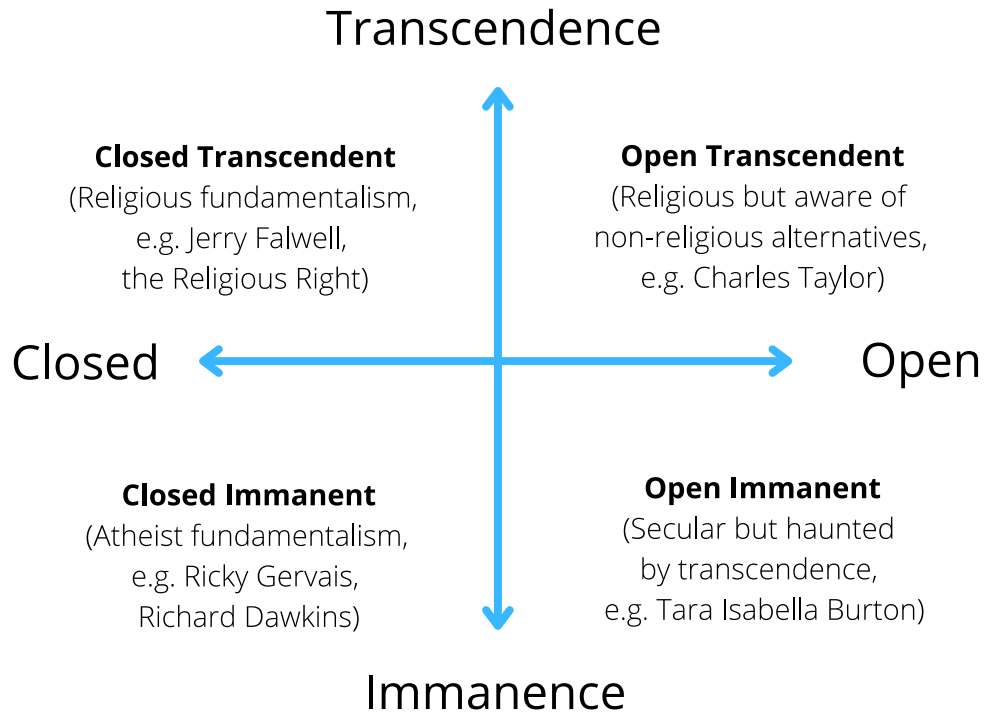 Transcendence
Closed Transcendent
(Religious fundamentalism,
e.g. Jerry Falwell,
the Religious Right)
Open Transcendent
(Religious but aware of
non-religious alternatives,
e.g. Charles Taylor)
Closed
Open
Closed Immanent
(Atheist fundamentalism,
e.g. Ricky Gervais,
Richard Dawkins)
Open Immanent
(Secular but haunted
by transcendence,
e.g. Tara Isabella Burton)
Immanence